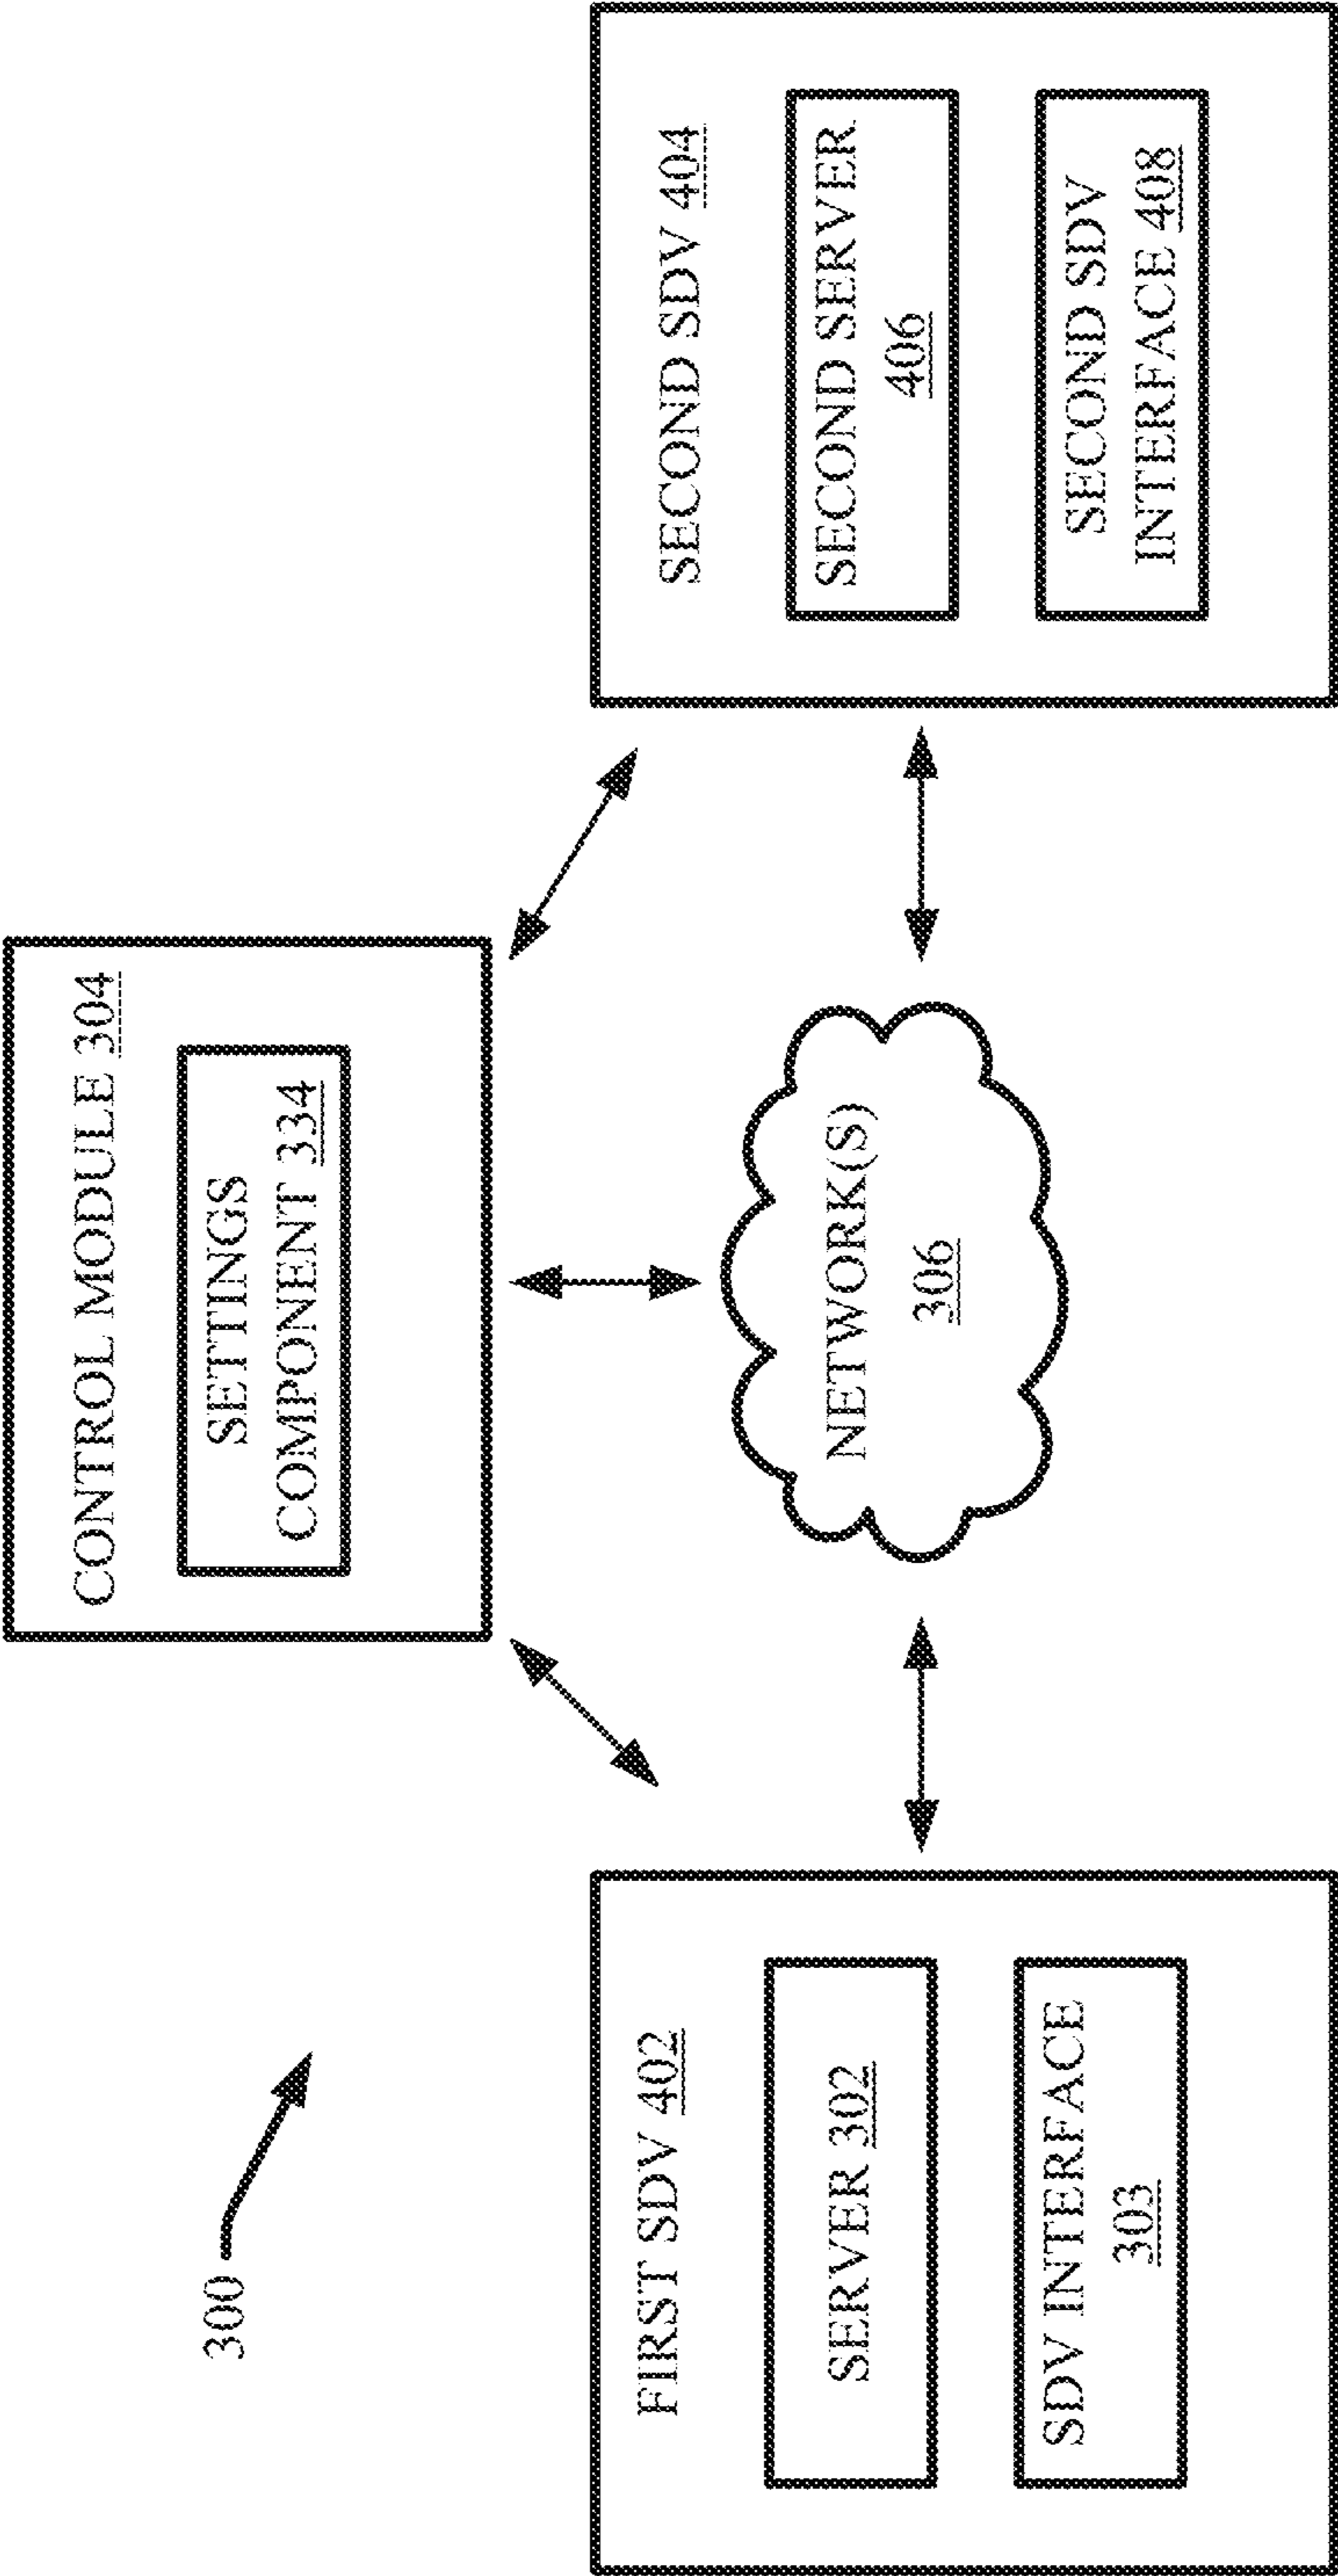 300
CONTROL MODULE 304
SETTINGS
COMPONENT 334
FIRST SDV 402
SERVER 302
SDV INTERFACE
303
NETWORK(S)
306
SECOND SDV 404
SECOND SERVER
406
SECOND SDV
INTERFACE 408